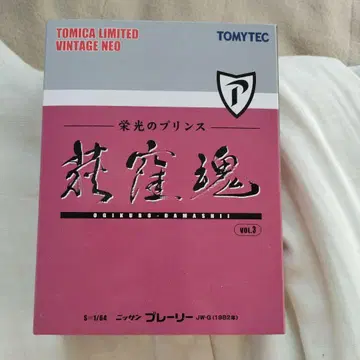 TOMICA LIMITED
VINTAGE NEO
TOMYTEC
P
栄光のプリンス
荻窪魂
OGIKUBO-DAMASHII
VOL.3
S=1/64 ニッサン プレーリー JW-G (1982年)